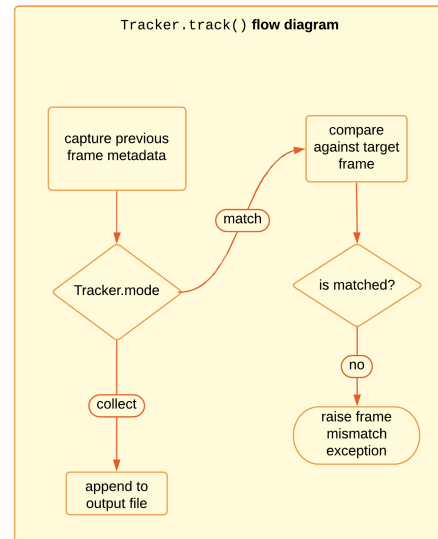 Tracker.track() flow diagram
capture previous
frame metadata
compare
against target
frame
match
Tracker.mode
is matched?
no
collect
raise frame
mismatch
exception
append to
output file